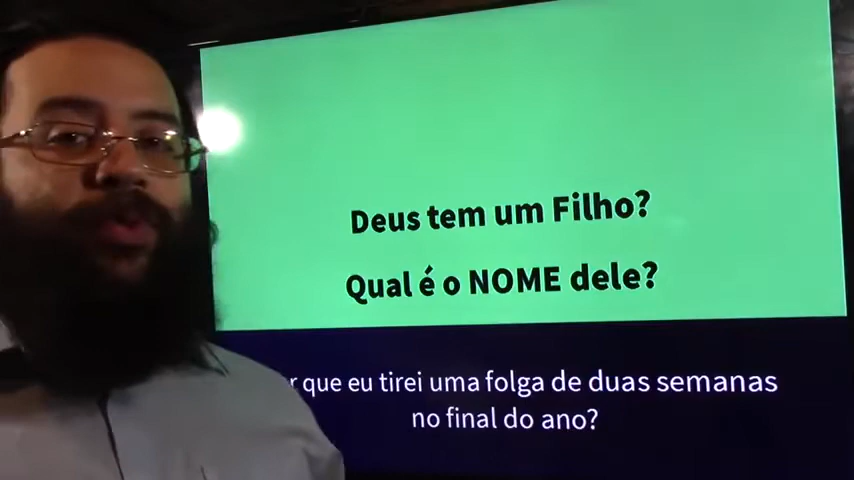 Deus tem um Filho?
Qual é o NOME dele?
que eu tirei uma folga de duas semanas
no final do ano?